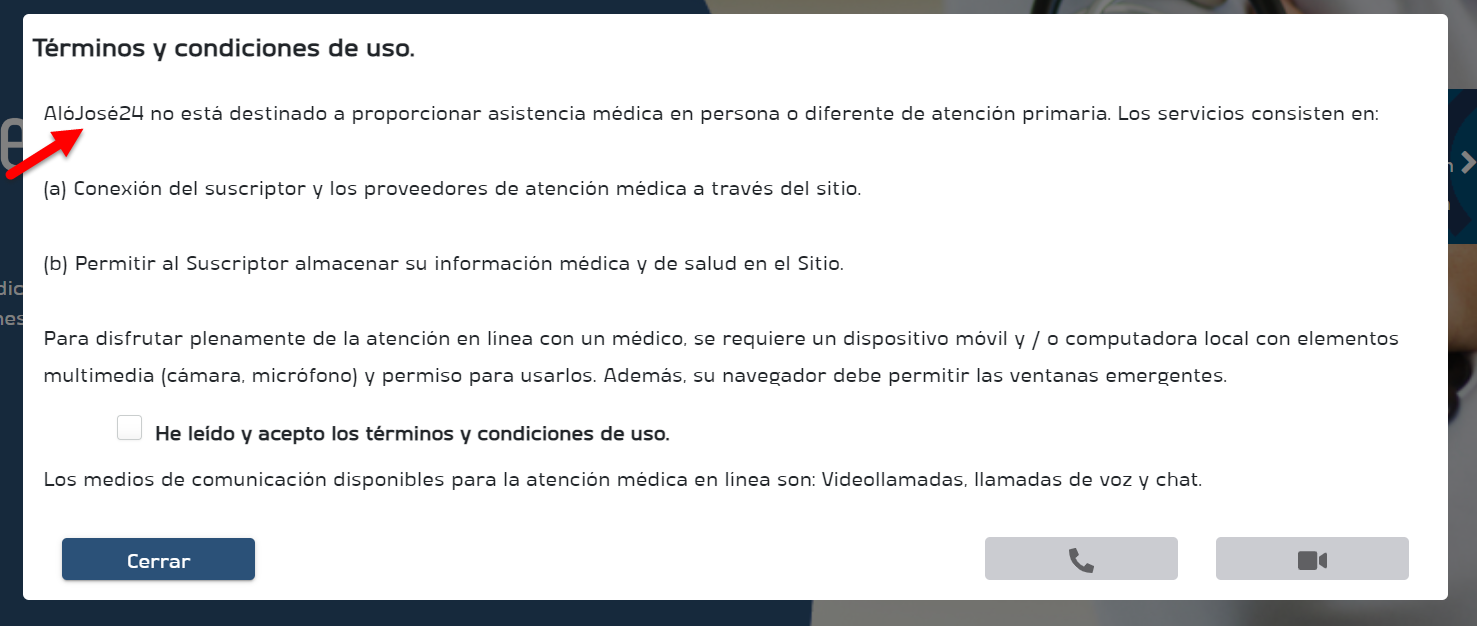 Términos y condiciones de uso.
AlóJosé24 no está destinado a proporcionar asistencia médica en persona o diferente de atención primaria. Los servicios consisten en:
(a) Conexión del suscriptor y los proveedores de atención médica a través del sitio.
(b) Permitir al Suscriptor almacenar su información médica y de salud en el Sitio.
Para disfrutar plenamente de la atención en línea con un médico, se requiere un dispositivo móvil y / o computadora local con elementos
multimedia (cámara, micrófono) y permiso para usarlos. Además, su navegador debe permitir las ventanas emergentes.
He leído y acepto los términos y condiciones de uso.
Los medios de comunicación disponibles para la atención médica en línea son: Videollamadas, llamadas de voz y chat.
Cerrar